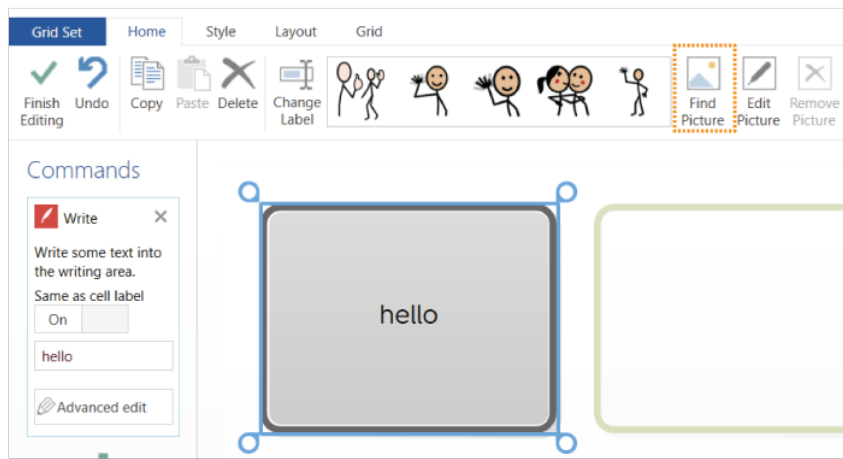 Grid Set Home Style Layout Grid
Finish Editing
Undo
Copy
Paste
Delete
Change Label
Find Picture
Edit Picture
Remove Picture
Commands
Write
Write some text into
the writing area.
Same as cell label
On
hello
Advanced edit
hello